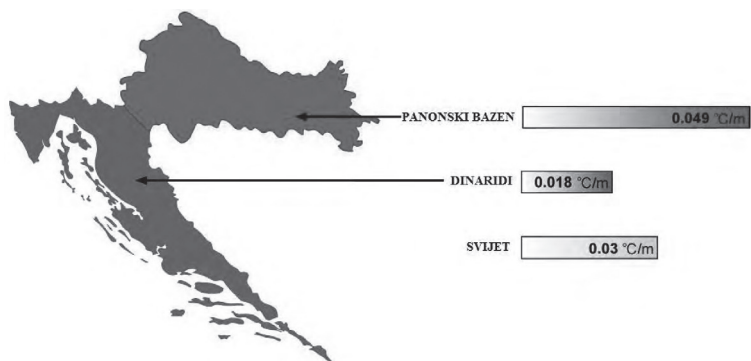 PANONSKI BAZEN 0.049 °C/m
DINARIDI 0.018 °C/m
SVIJET 0.03 °C/m